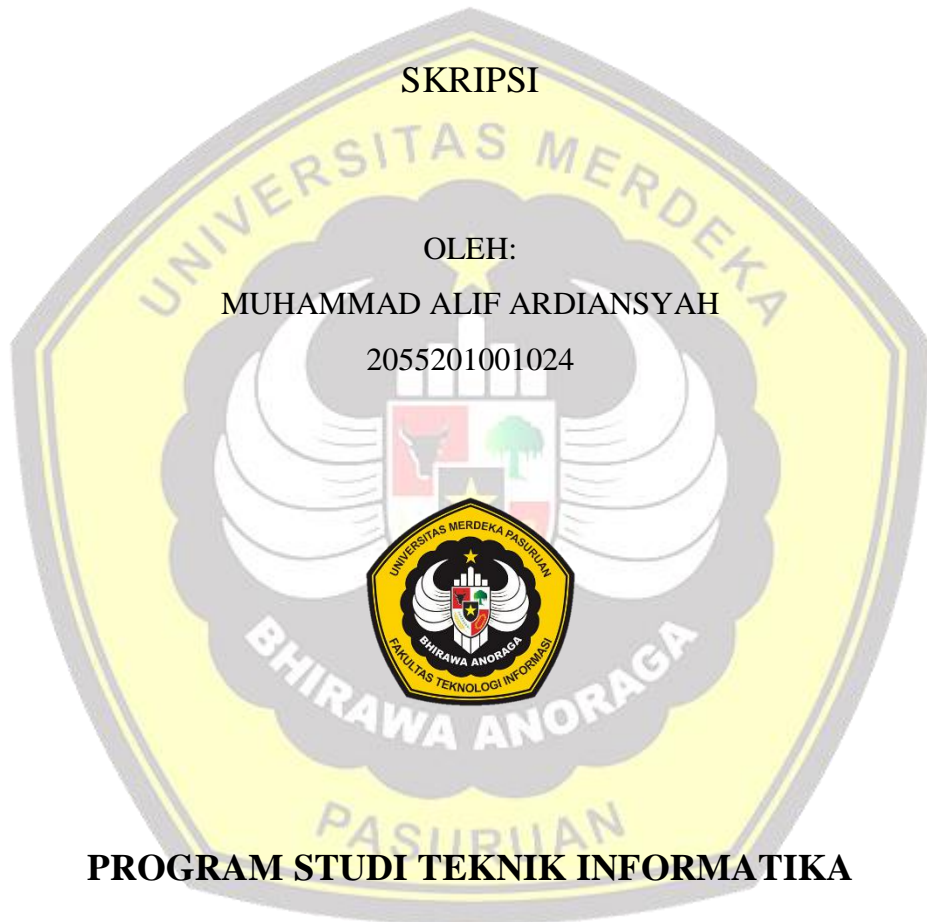 SKRIPSI
UNIVERSITAS MERDEKA
OLEH:
MUHAMMAD ALIF ARDIANSYAH
2055201001024
UNIVERSITAS MERDEKA PASURUAN
BHIRAWA ANORAGA
FAKULTAS TEKNOLOGI INFORMASI
BHIRAWA ANORAGA
PASURUAN
PROGRAM STUDI TEKNIK INFORMATIKA